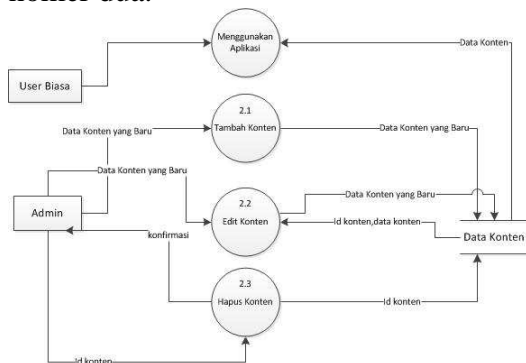 nomer dua.
Menggunakan
Aplikasi
Data Konten
User Biasa
2.1
Tambah Konten
Data Konten yang Baru
Data Konten yang Baru
Data Konten yang Baru
2.2
Edit Konten
Data Konten yang Baru
Id konten,data konten
Admin
Data Konten
konfirmasi
2.3
Hapus Konten
Id konten
Id konten